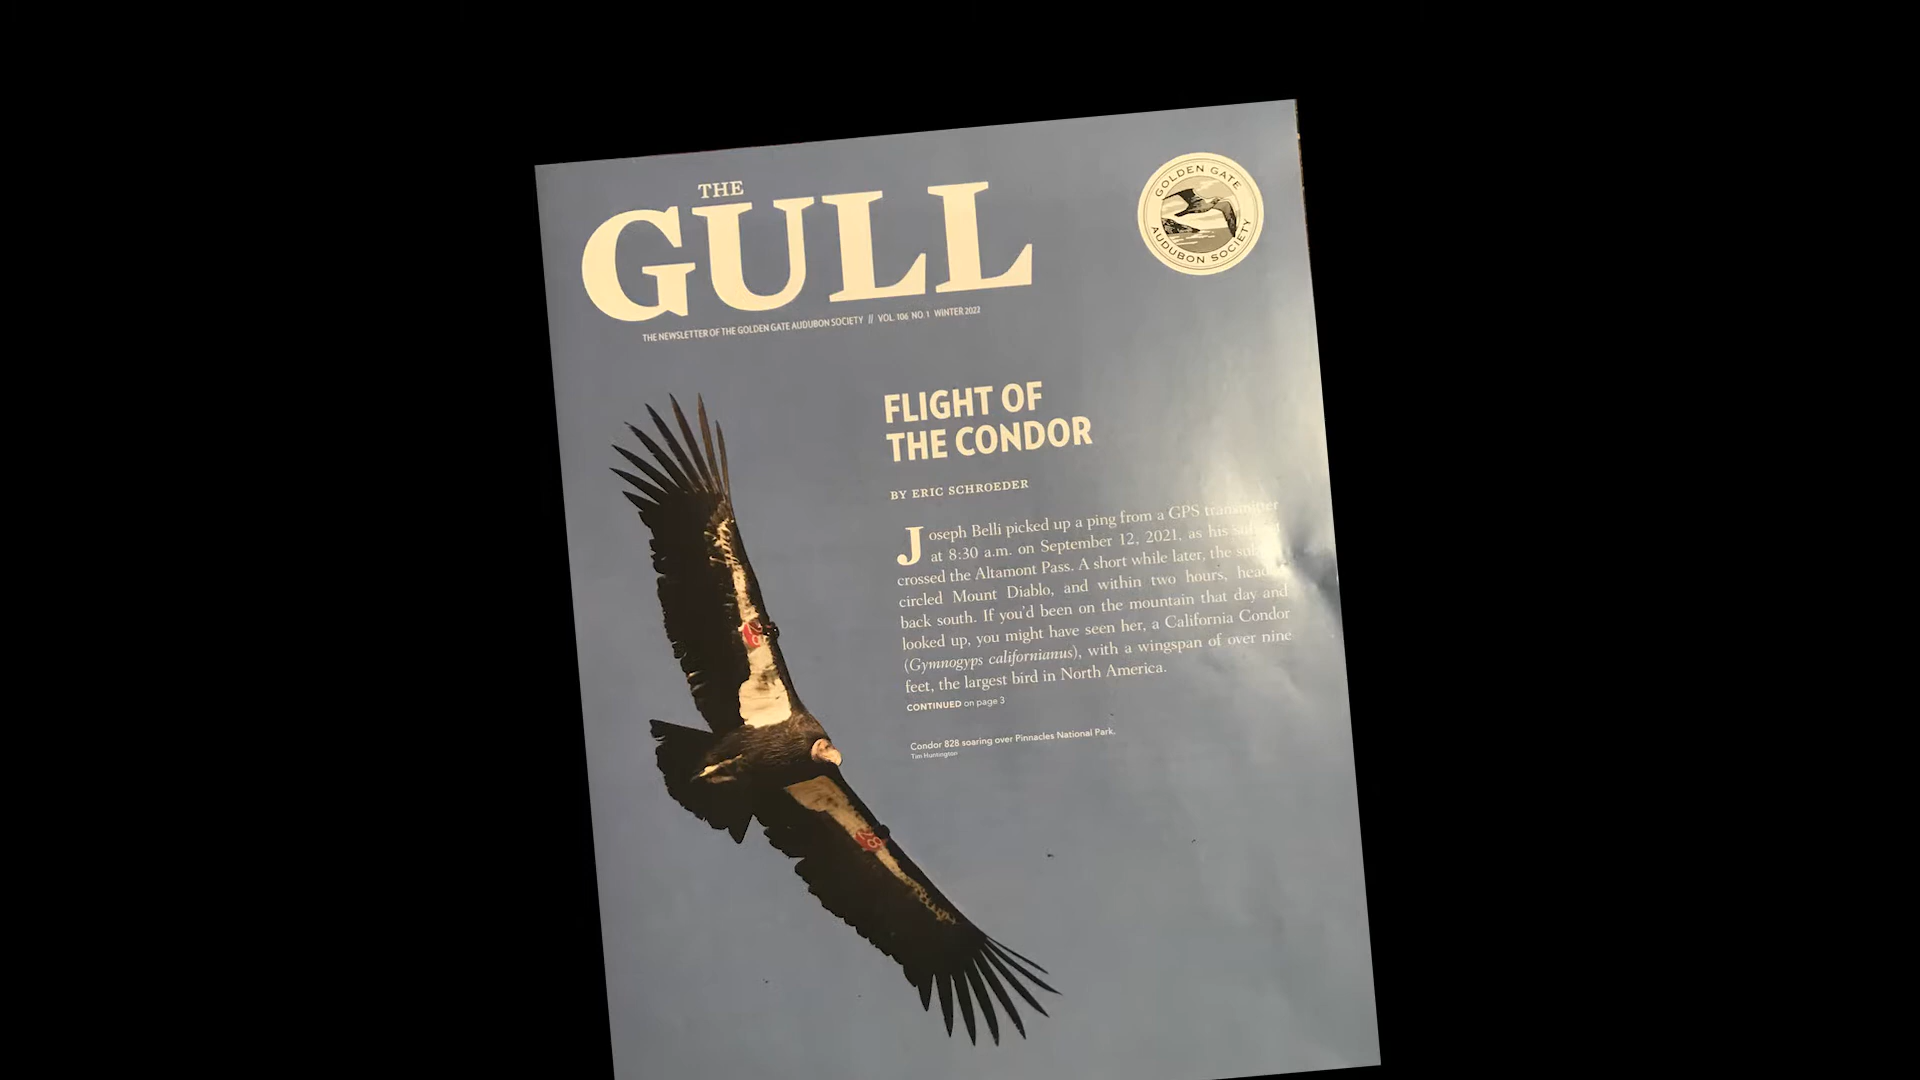 THE
GULL
GOLDEN GATE
AUDUBON SOCIETY
THE NEWSLETTER OF THE GOLDEN GATE AUDUBON SOCIETY // VOL. 106 NO. 1 WINTER 2022
FLIGHT OF
THE CONDOR
BY ERIC SCHROEDER
Joseph Belli picked up a ping from a GPS transmitter
at 8:30 a.m. on September 12, 2021, as his
crossed the Altamont Pass. A short while later, the
circled Mount Diablo, and within two hours,
back south. If you'd been on the mountain that day and
looked up, you might have seen her, a California Condor
(Gymnogyps californianus), with a wingspan of over nine
feet, the largest bird in North America.
CONTINUED on page 3
Condor 828 soaring over Pinnacles National Park.
Tim Huntington
28